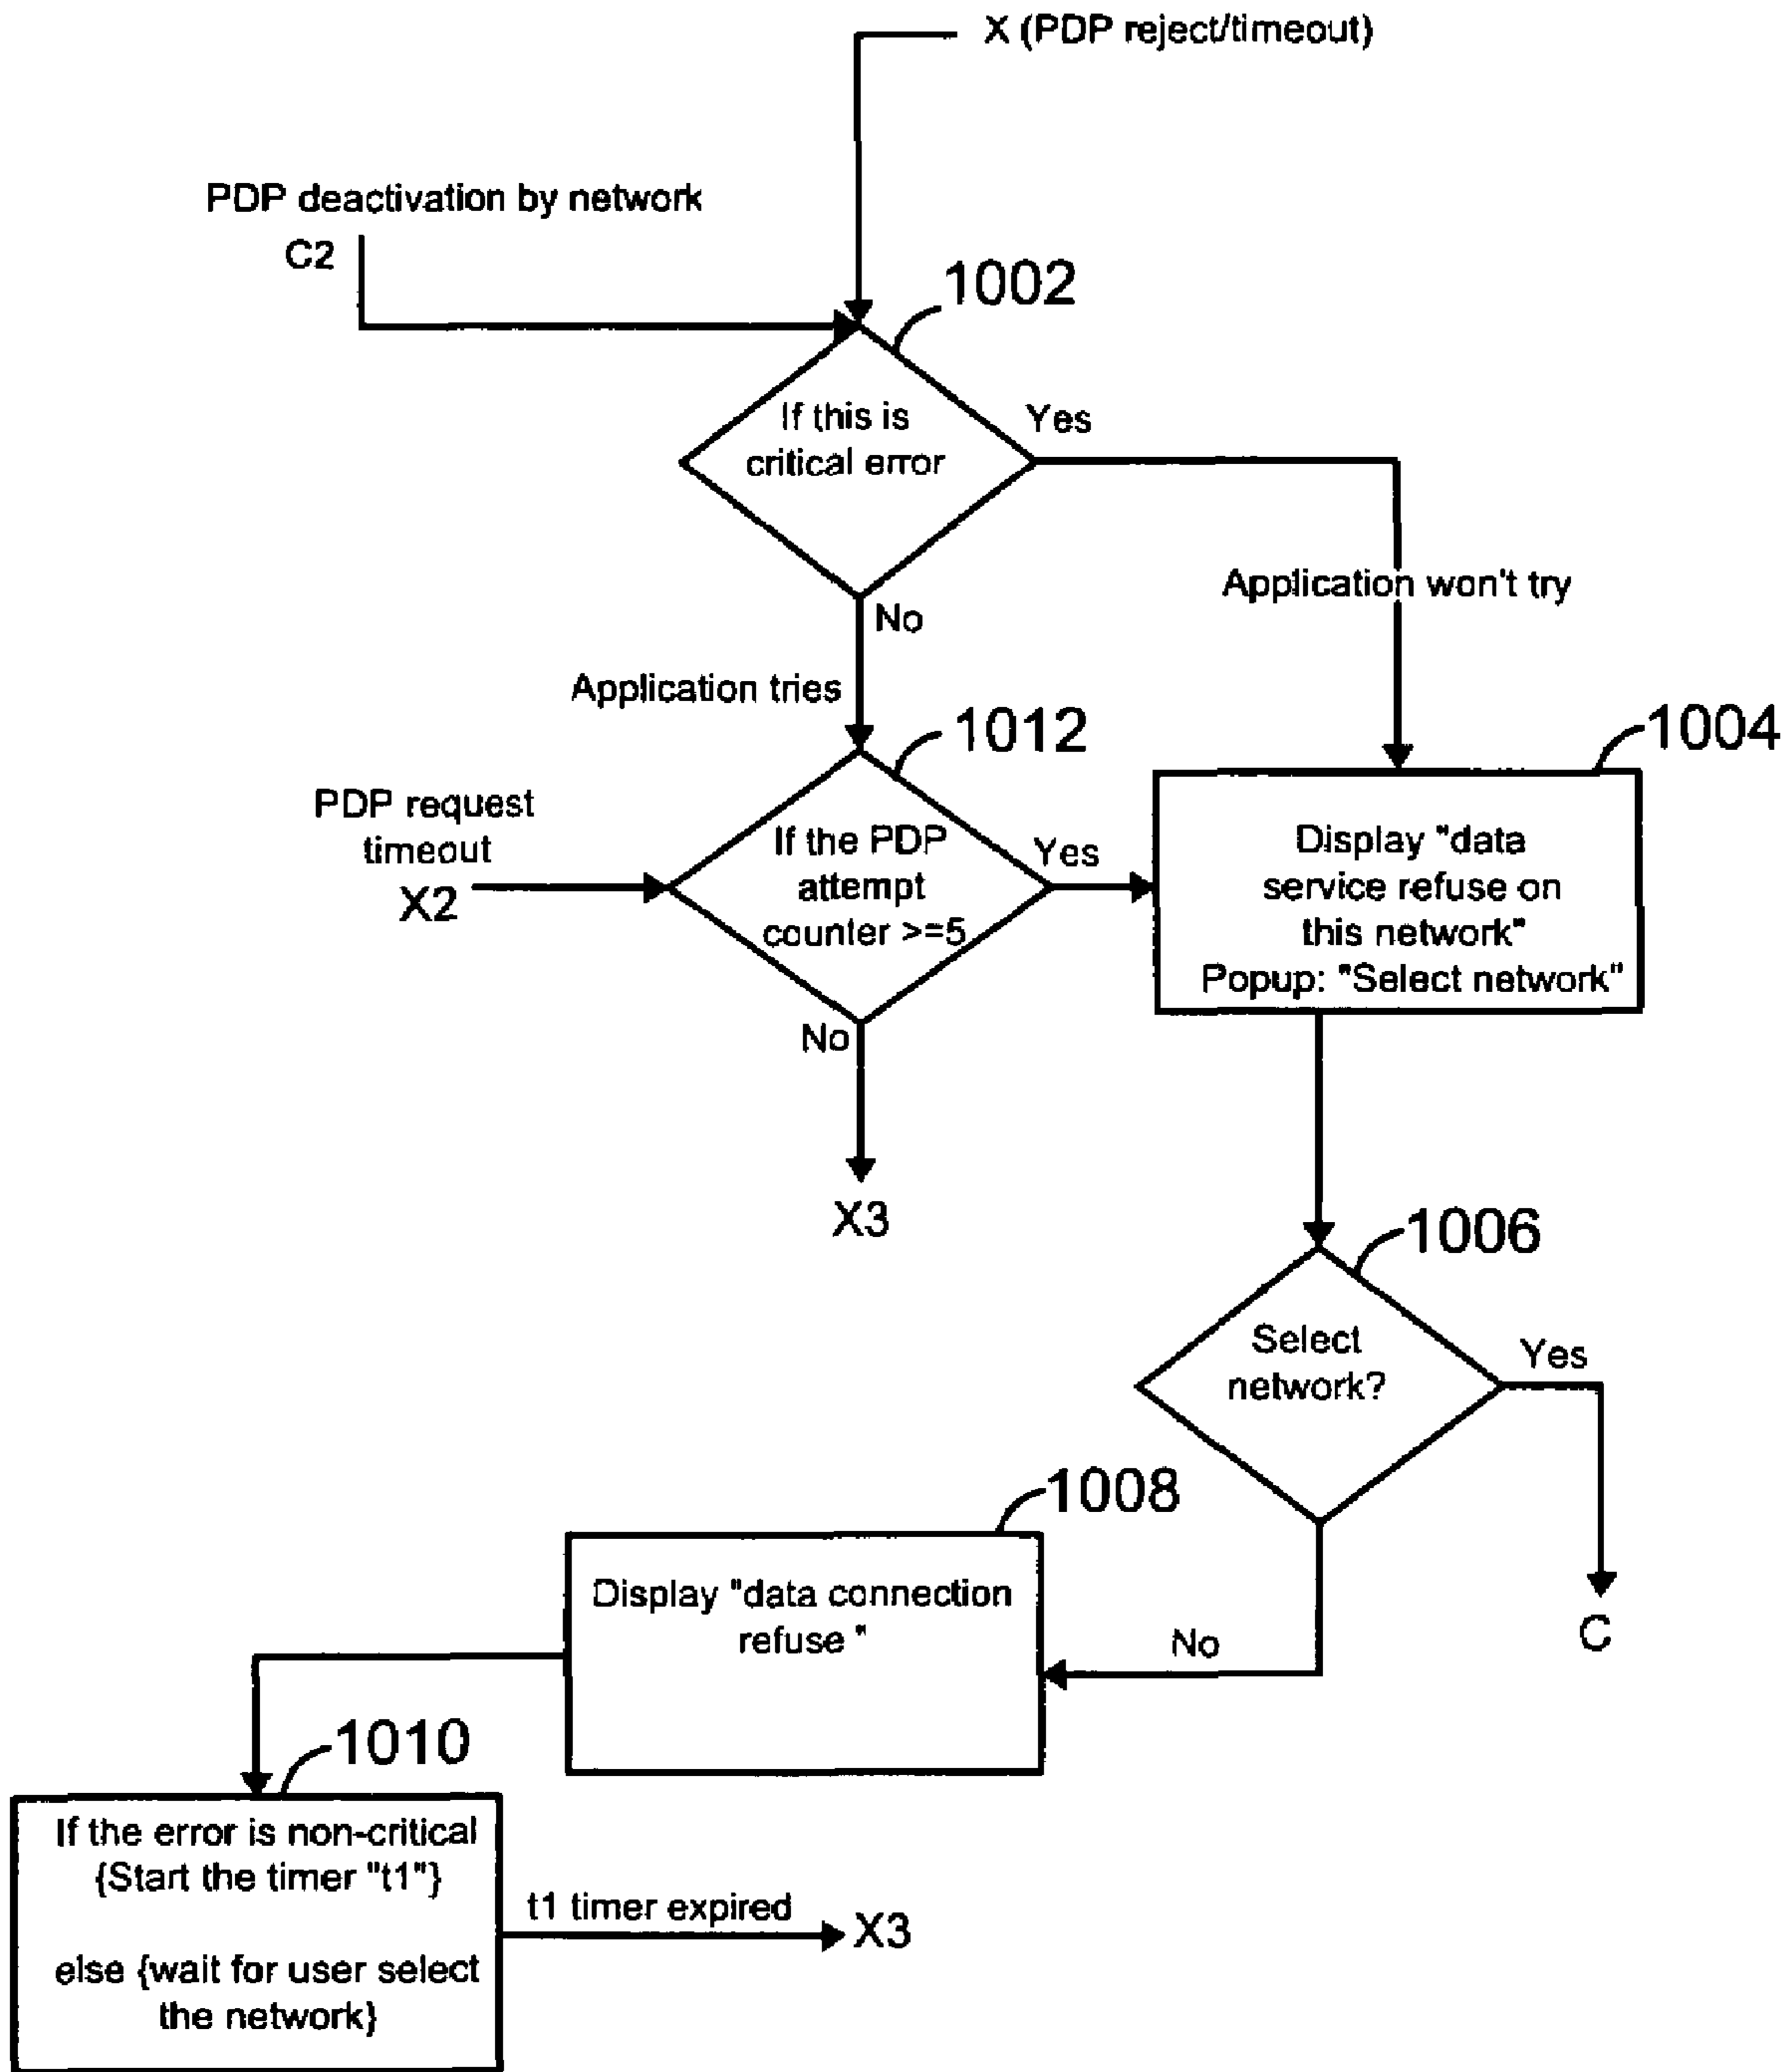 X (PDP reject/timeout)
PDP deactivation by network
C2
1002
If this is
critical error
Yes
Application won't try
No
Application tries
1012
1004
PDP request
timeout
X2
If the PDP
attempt
counter >=5
Yes
Display "data
service refuse on
this network"
Popup: "Select network"
No
X3
1006
Select
network?
Yes
C
1008
Display "data connection
refuse "
No
1010
If the error is non-critical
{Start the timer "t1"}
else {wait for user select
the network}
t1 timer expired
X3